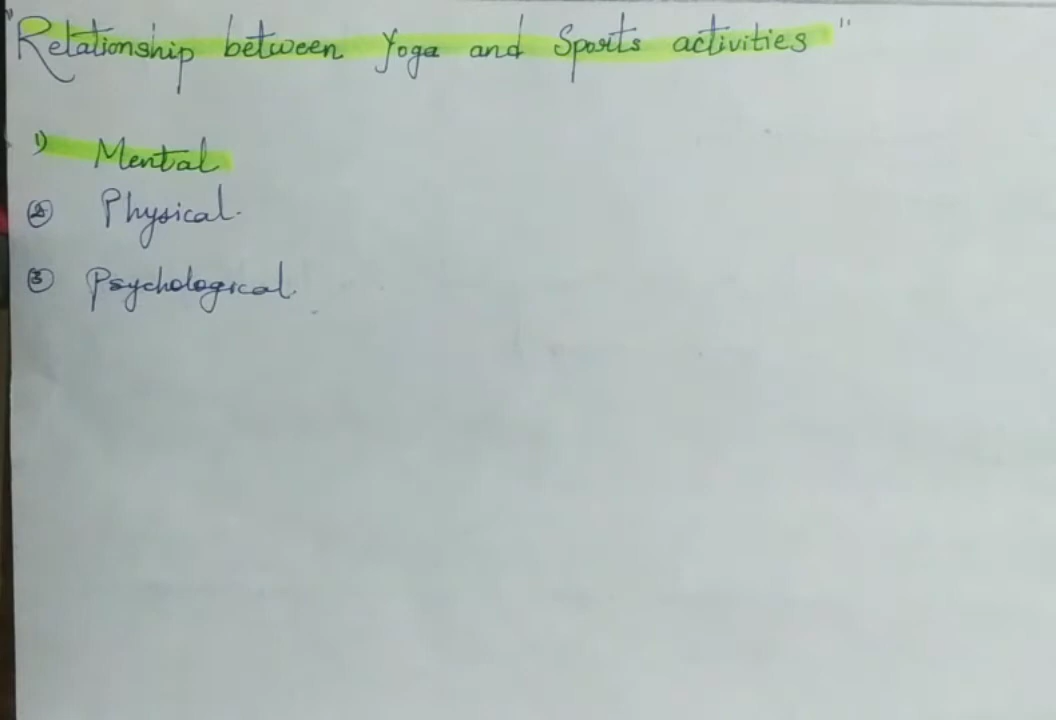 "Relationship between Yoga and Sports activities"
1) Mental
② Physical.
③ Psychological.